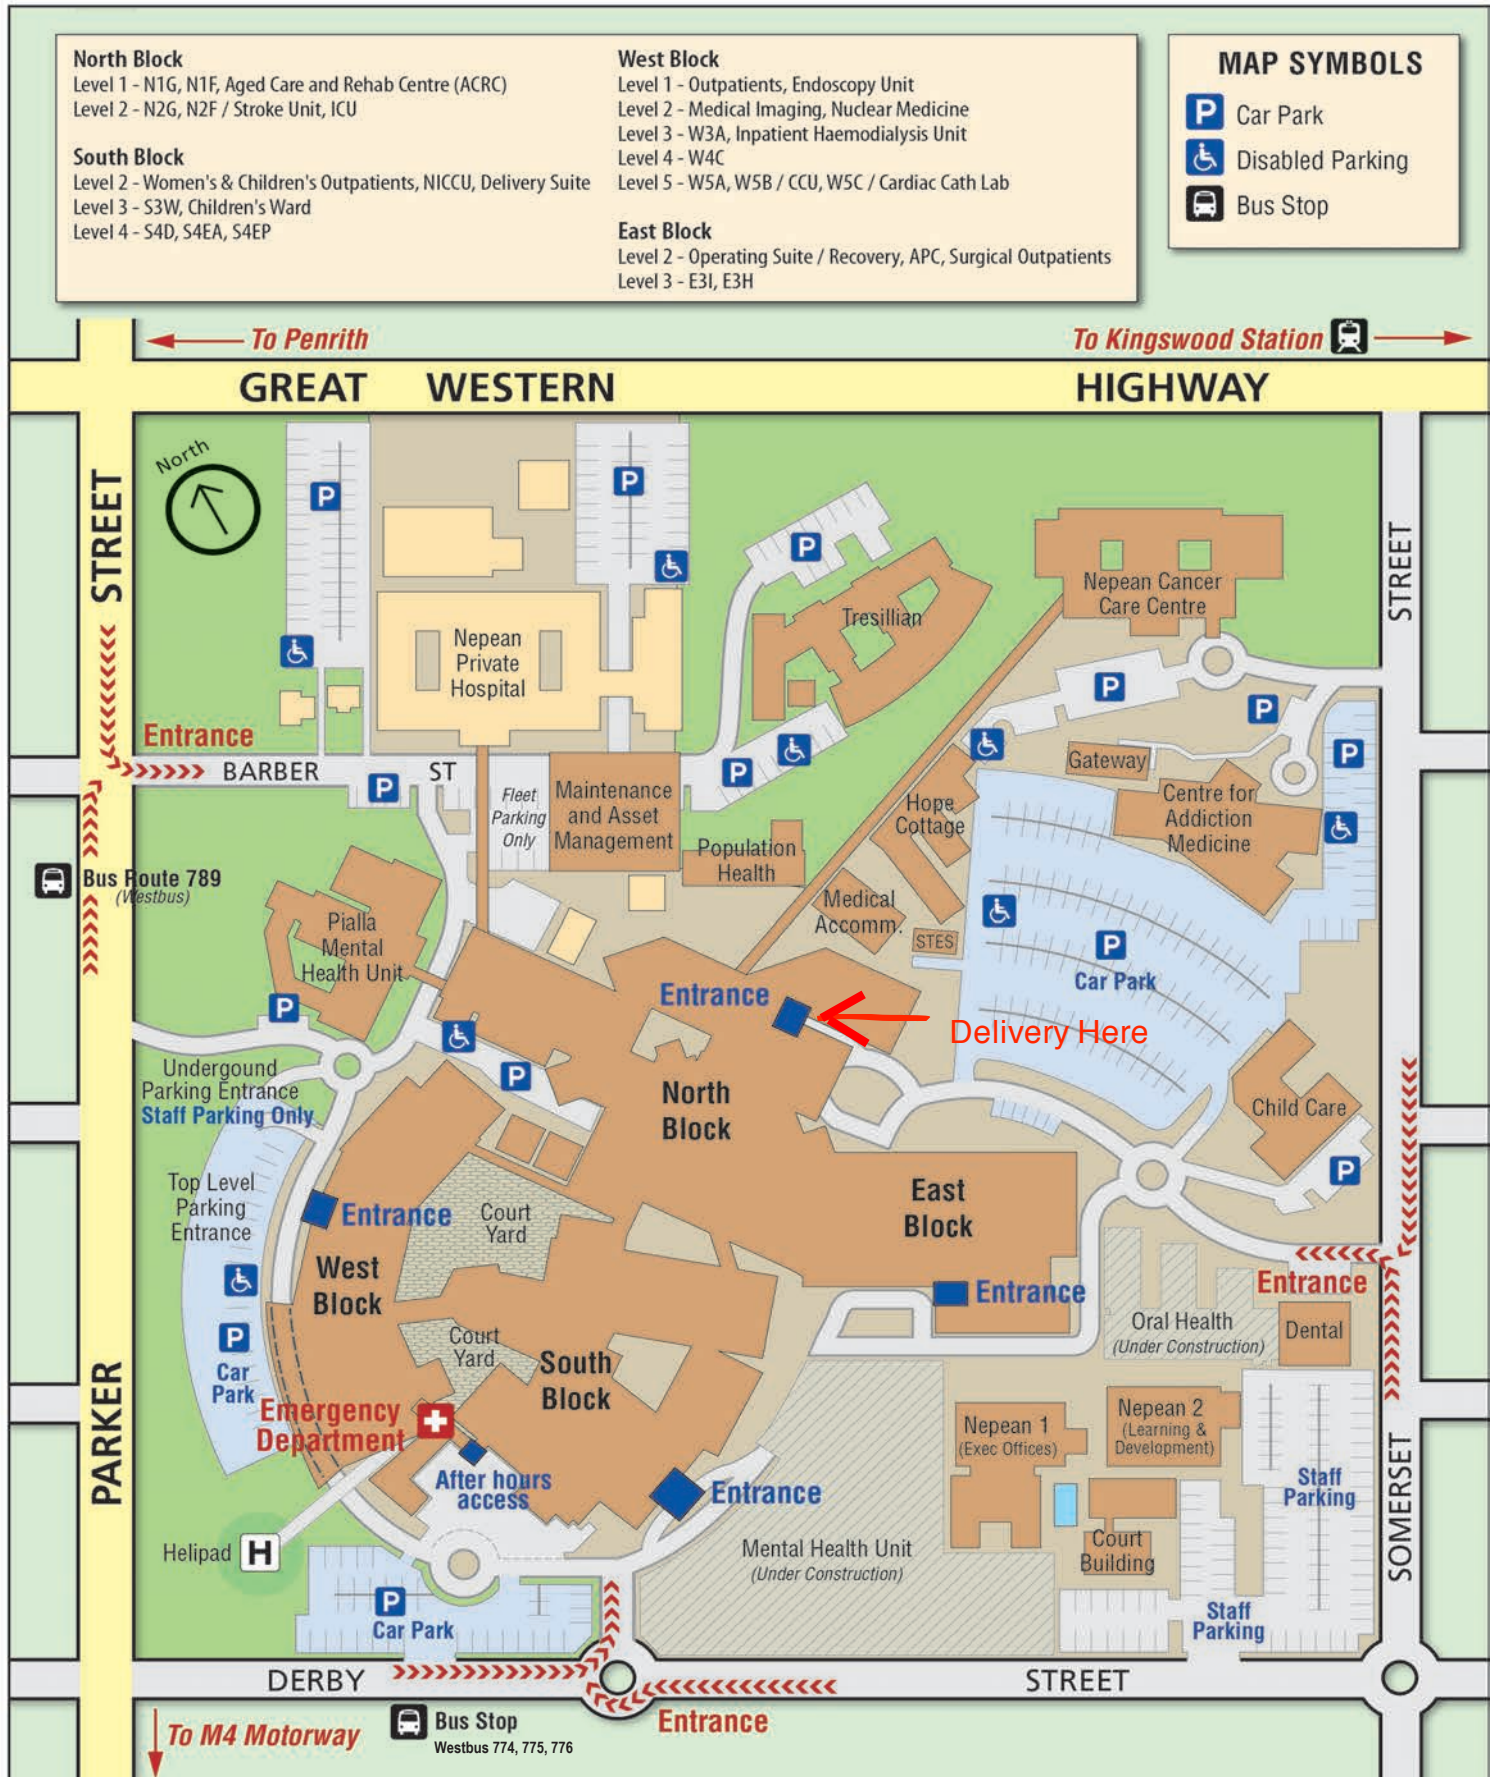 North Block
Level 1 - N1G, N1F, Aged Care and Rehab Centre (ACRC)
Level 2 - N2G, N2F / Stroke Unit, ICU
South Block
Level 2 - Women's & Children's Outpatients, NICCU, Delivery Suite
Level 3 - S3W, Children's Ward
Level 4 - S4D, S4EA, S4EP
West Block
Level 1 - Outpatients, Endoscopy Unit
Level 2 - Medical Imaging, Nuclear Medicine
Level 3 - W3A, Inpatient Haemodialysis Unit
Level 4 - W4C
Level 5 - W5A, W5B / CCU, W5C / Cardiac Cath Lab
East Block
Level 2 - Operating Suite / Recovery, APC, Surgical Outpatients
Level 3 - E3I, E3H
MAP SYMBOLS
P Car Park
Disabled Parking
Bus Stop
To Penrith
To Kingswood Station
GREAT WESTERN HIGHWAY
North
P
P
P
STREET
STREET
Nepean Cancer
Care Centre
Tresillian
Nepean
Private
Hospital
P
P
Entrance
BARBER ST
P
P
P
Gateway
Fleet
Parking
Only
Maintenance
and Asset
Management
Hope
Cottage
Centre for
Addiction
Medicine
Population
Health
Bus Route 789
(Westbus)
Medical
Accomm.
STES
Pialla
Mental
Health Unit
P
Car Park
P
Entrance
Delivery Here
Undergound
Parking Entrance
Staff Parking Only
P
North
Block
Child Care
P
Top Level
Parking
Entrance
Entrance
Court
Yard
East
Block
West
Block
Entrance
Entrance
P
Car
Park
Court
Yard
South
Block
Oral Health
(Under Construction)
Dental
Emergency
Department
After hours
access
Entrance
Nepean 1
(Exec Offices)
Nepean 2
(Learning &
Development)
Staff
Parking
PARKER
SOMERSET
Helipad H
Mental Health Unit
(Under Construction)
Court
Building
P
Car Park
Staff
Parking
DERBY STREET
Entrance
To M4 Motorway
Bus Stop
Westbus 774, 775, 776